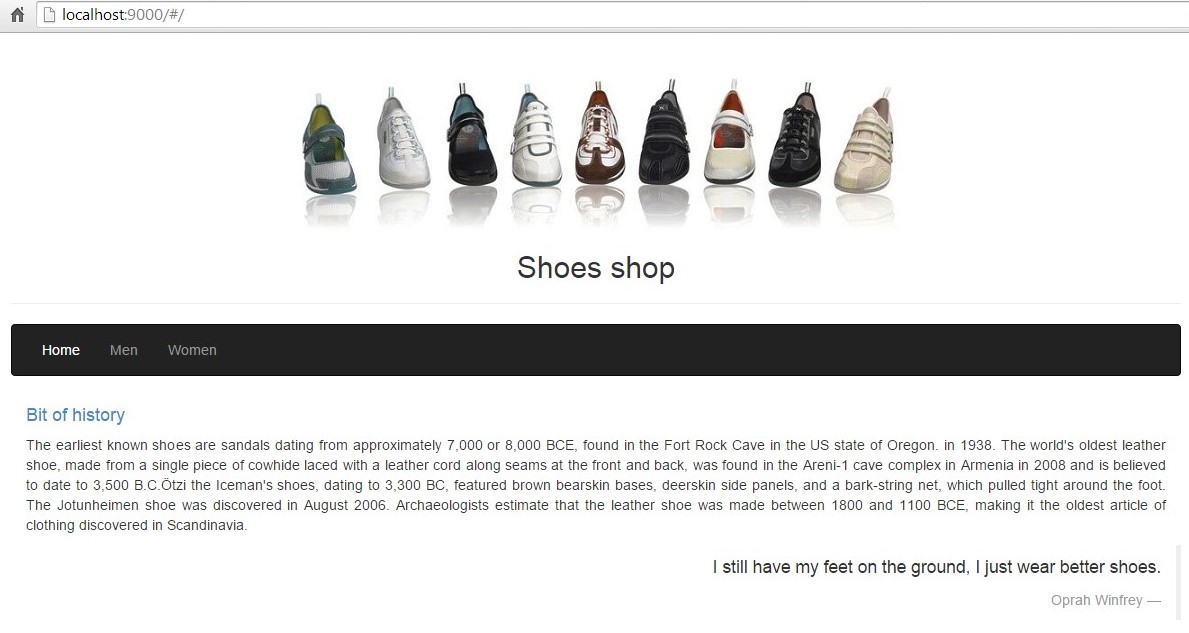 localhost:9000/#/
Shoes shop
Home Men Women
Bit of history
The earliest known shoes are sandals dating from approximately 7,000 or 8,000 BCE, found in the Fort Rock Cave in the US state of Oregon. in 1938. The world's oldest leather
shoe, made from a single piece of cowhide laced with a leather cord along seams at the front and back, was found in the Areni-1 cave complex in Armenia in 2008 and is believed
to date to 3,500 B.C.Ötzi the Iceman's shoes, dating to 3,300 BC, featured brown bearskin bases, deerskin side panels, and a bark-string net, which pulled tight around the foot.
The Jotunheimen shoe was discovered in August 2006. Archaeologists estimate that the leather shoe was made between 1800 and 1100 BCE, making it the oldest article of
clothing discovered in Scandinavia.
I still have my feet on the ground, I just wear better shoes.
Oprah Winfrey —